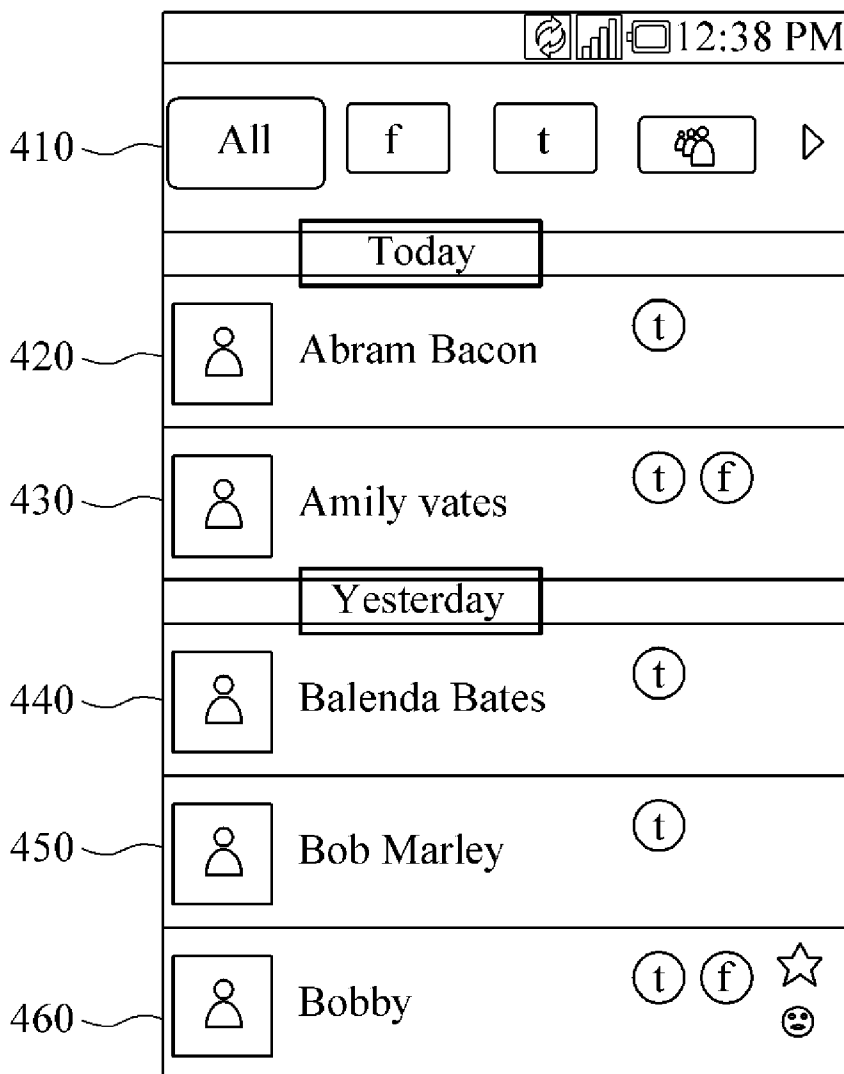 12:38 PM
410 All f t
Today
420 Abram Bacon t
430 Amily vates t f
Yesterday
440 Balenda Bates t
450 Bob Marley t
460 Bobby t f